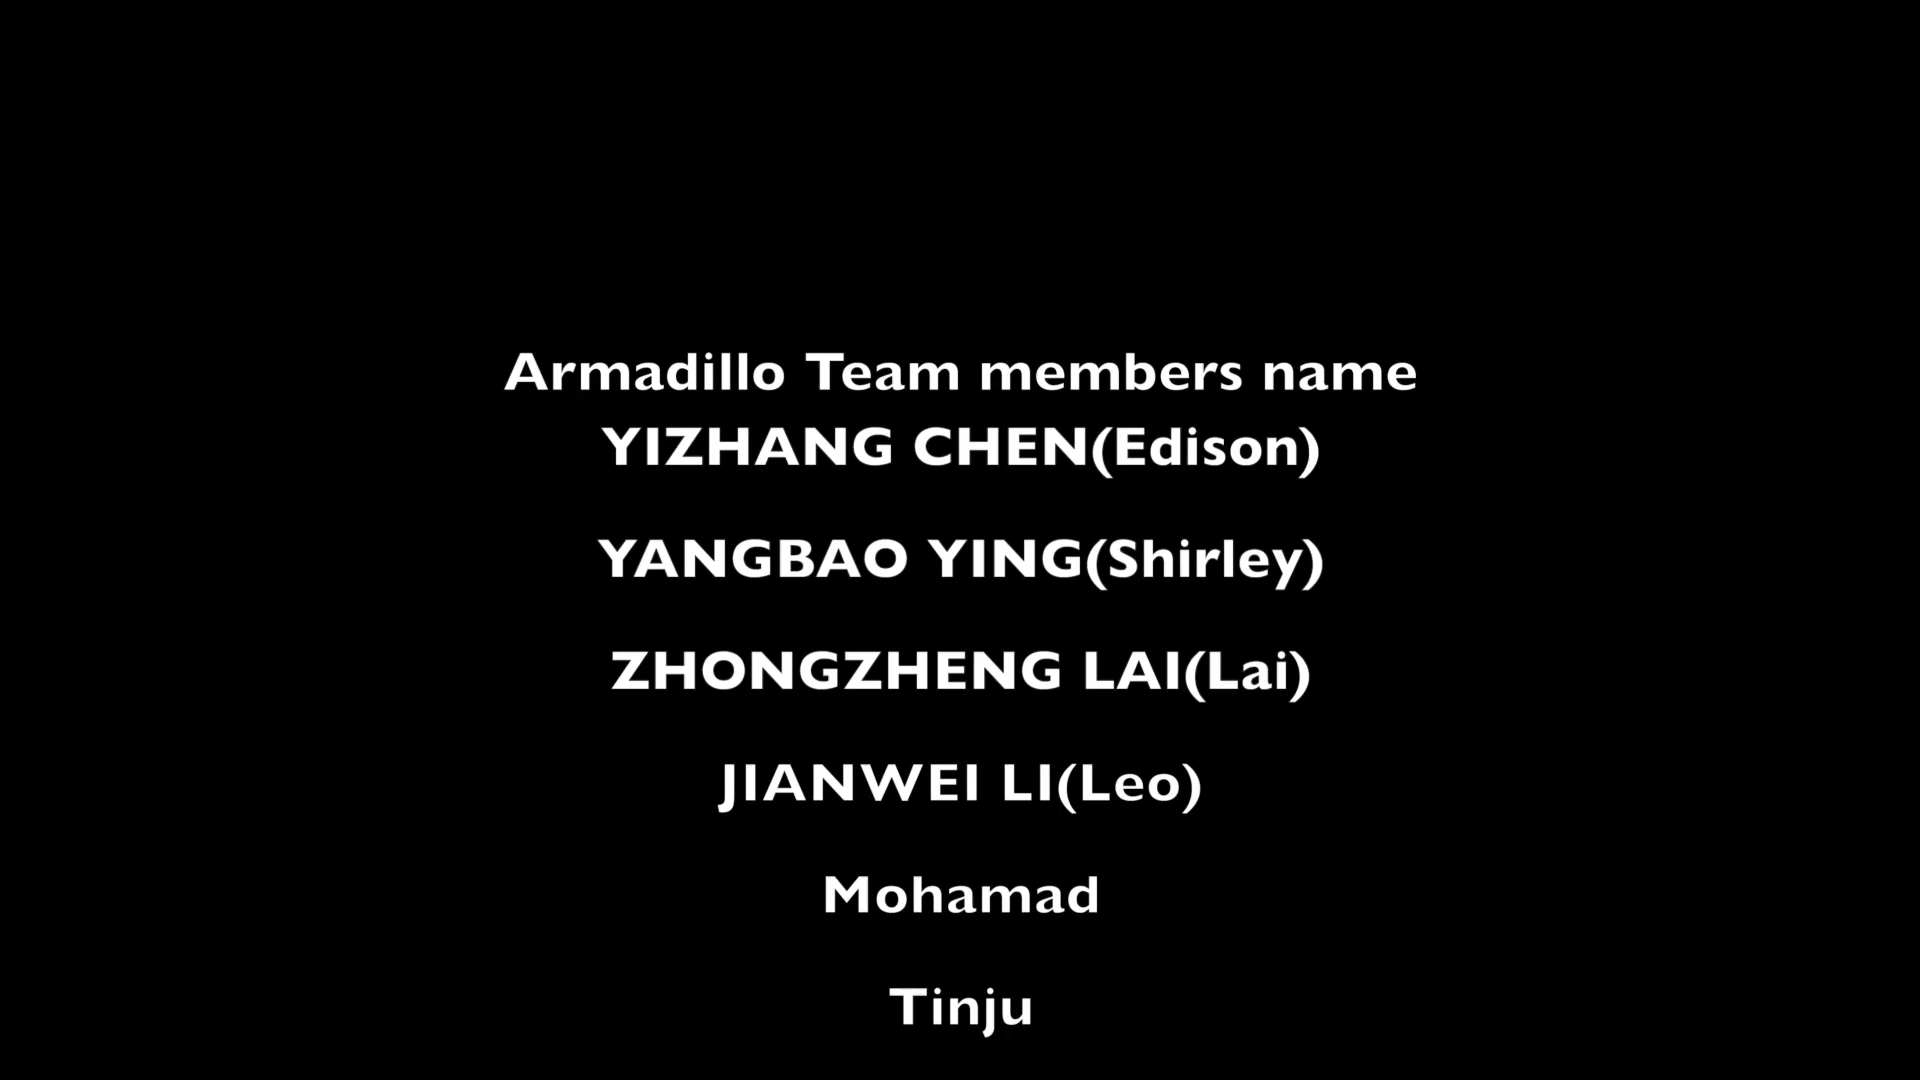 Armadillo Team members name
YIZHANG CHEN(Edison)
YANGBAO YING(Shirley)
ZHONGZHENG LAI(Lai)
JIANWEI LI(Leo)
Mohamad
Tinju